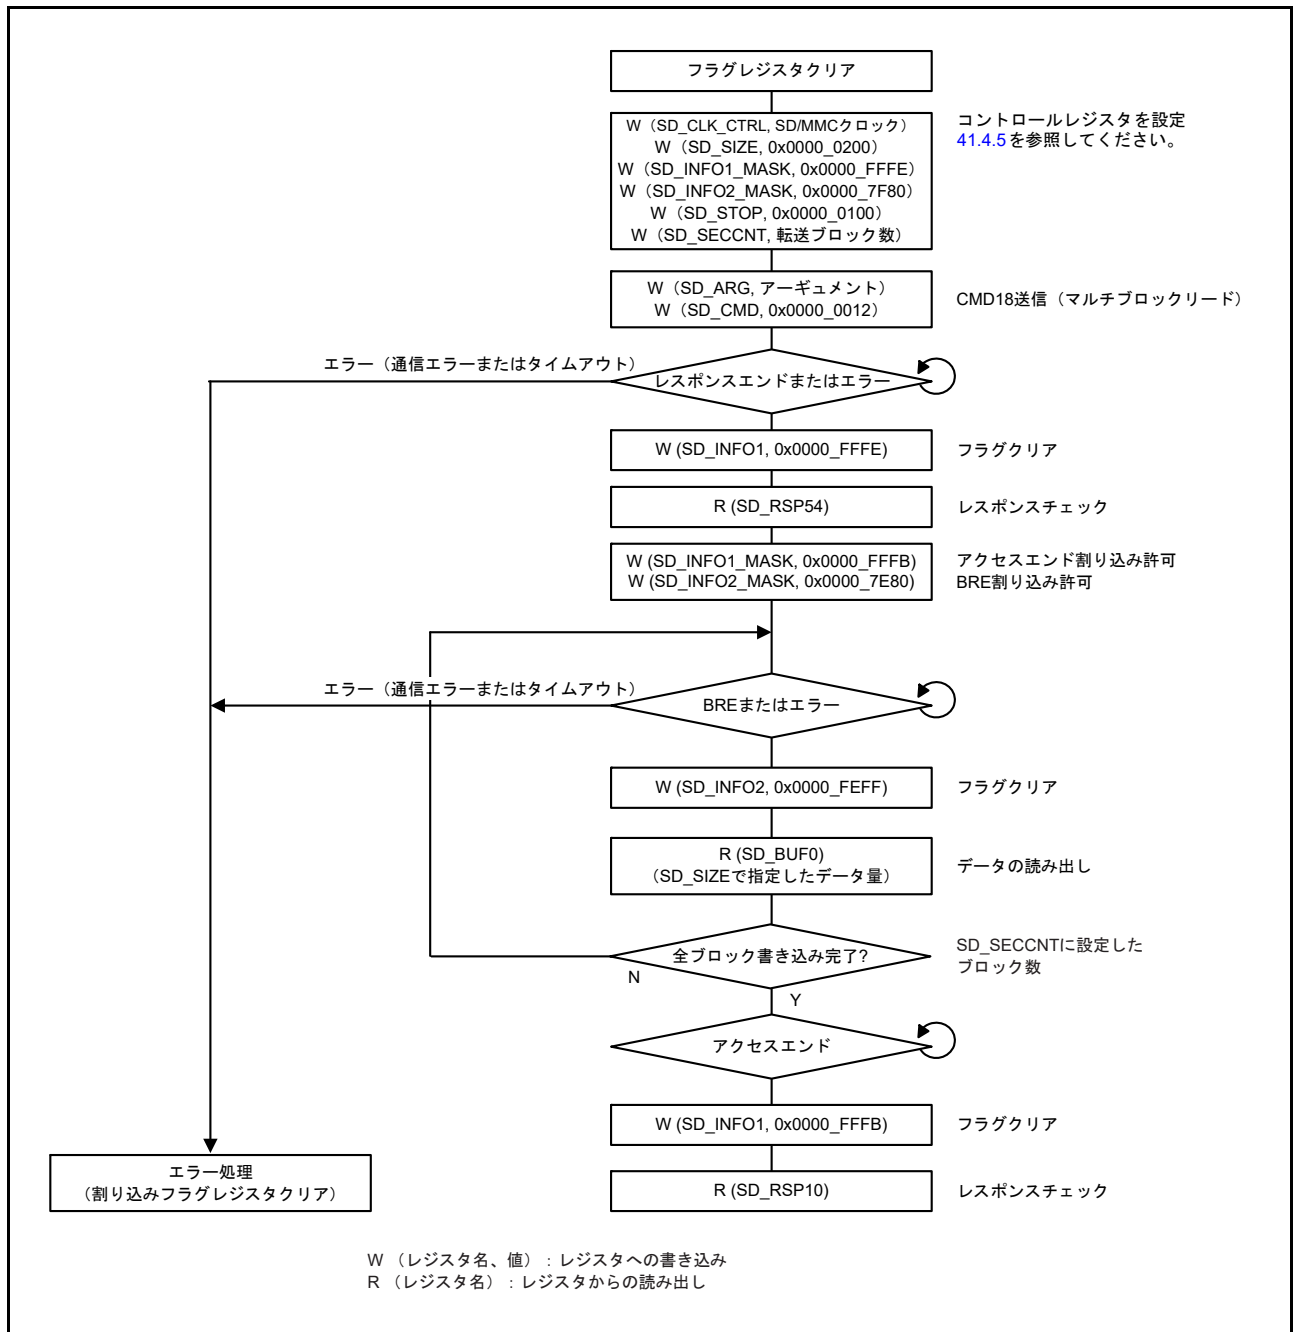 フラグレジスタクリア
W（SD_CLK_CTRL, SD/MMCクロック）
W（SD_SIZE, 0x0000_0200）
W（SD_INFO1_MASK, 0x0000_FFFE）
W（SD_INFO2_MASK, 0x0000_7F80）
W（SD_STOP, 0x0000_0100）
W（SD_SECCNT, 転送ブロック数）
コントロールレジスタを設定
41.4.5を参照してください。
W（SD_ARG, アーギュメント）
W（SD_CMD, 0x0000_0012）
CMD18送信（マルチブロックリード）
エラー（通信エラーまたはタイムアウト）
レスポンスエンドまたはエラー
W (SD_INFO1, 0x0000_FFFE)
フラグクリア
R (SD_RSP54)
レスポンスチェック
W (SD_INFO1_MASK, 0x0000_FFFB)
W (SD_INFO2_MASK, 0x0000_7E80)
アクセスエンド割り込み許可
BRE割り込み許可
エラー（通信エラーまたはタイムアウト）
BREまたはエラー
W (SD_INFO2, 0x0000_FEFF)
フラグクリア
R (SD_BUF0)
（SD_SIZEで指定したデータ量）
データの読み出し
全ブロック書き込み完了?
SD_SECCNTに設定した
ブロック数
N
Y
アクセスエンド
W (SD_INFO1, 0x0000_FFFB)
フラグクリア
エラー処理
（割り込みフラグレジスタクリア）
R (SD_RSP10)
レスポンスチェック
W （レジスタ名、値）：レジスタへの書き込み
R （レジスタ名）：レジスタからの読み出し